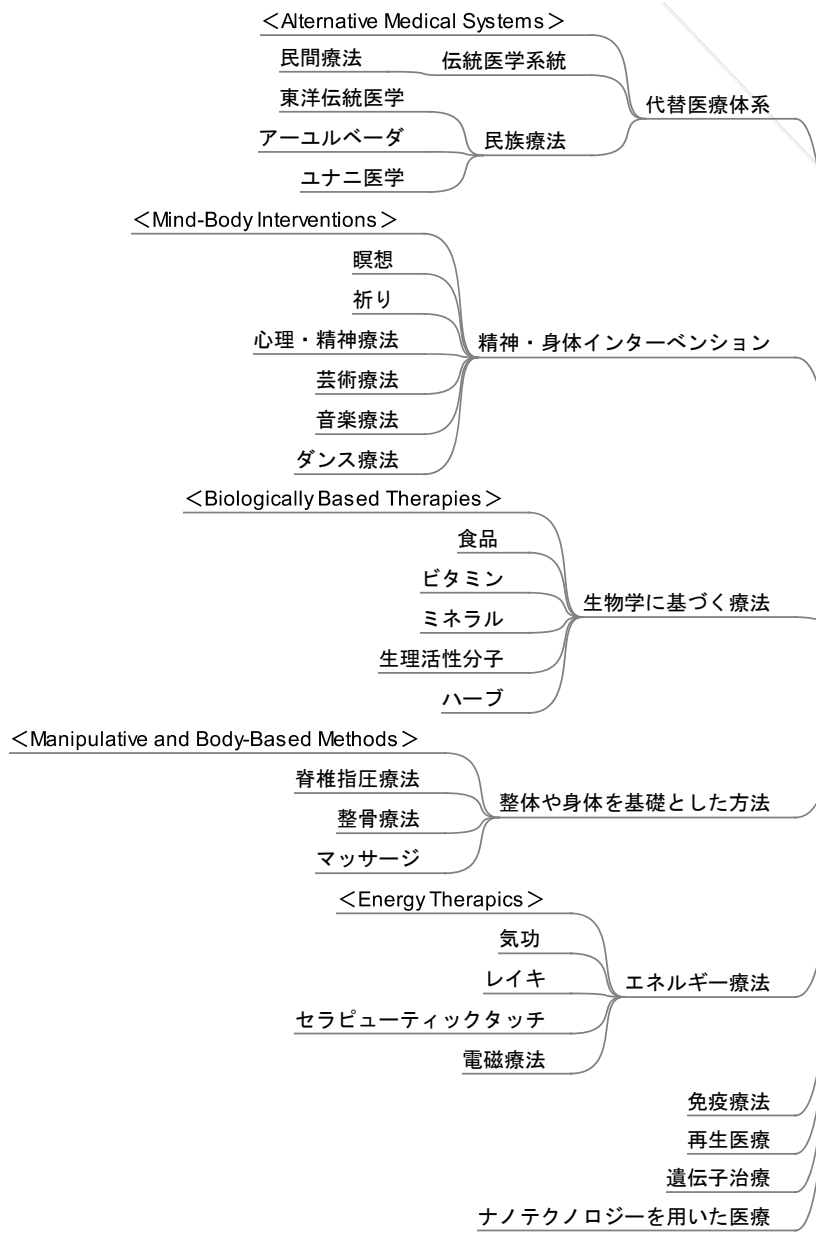 ＜Alternative Medical Systems＞
民間療法
伝統医学系統
東洋伝統医学
代替医療体系
アーユルベーダ
民族療法
ユナニ医学
＜Mind-Body Interventions＞
瞑想
祈り
心理・精神療法
精神・身体インターベンション
芸術療法
音楽療法
ダンス療法
＜Biologically Based Therapies＞
食品
ビタミン
生物学に基づく療法
ミネラル
生理活性分子
ハーブ
＜Manipulative and Body-Based Methods＞
脊椎指圧療法
整体や身体を基礎とした方法
整骨療法
マッサージ
＜Energy Therapics＞
気功
レイキ
エネルギー療法
セラピューティックタッチ
電磁療法
免疫療法
再生医療
遺伝子治療
ナノテクノロジーを用いた医療